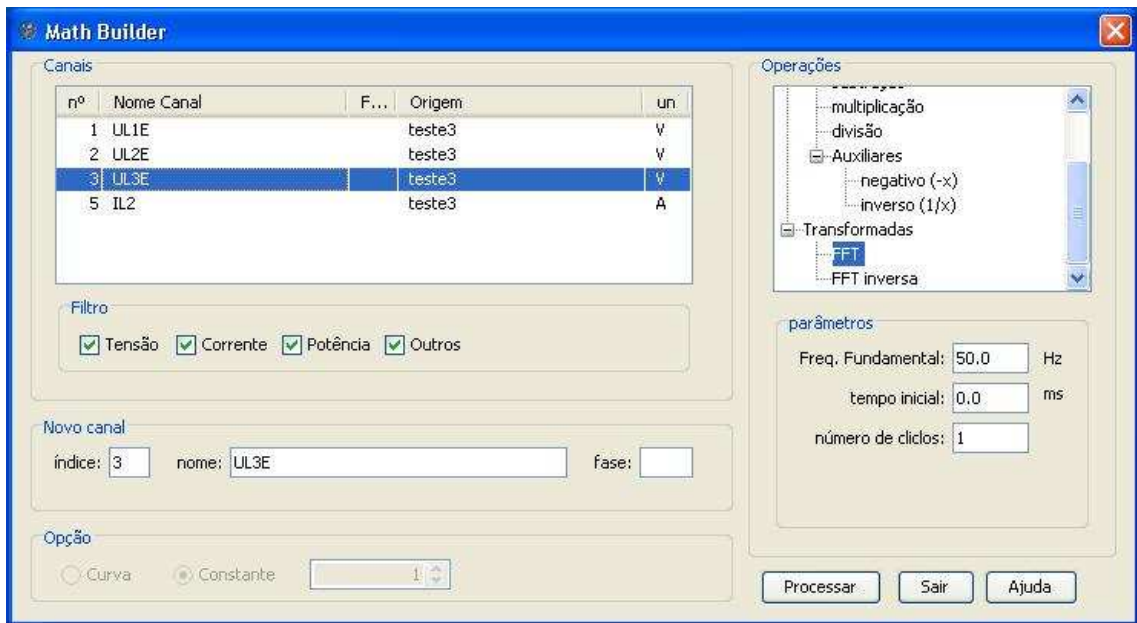 Math Builder
Canais
nº Nome Canal F... Origem un
1 UL1E teste3 V
2 UL2E teste3 V
3 UL3E teste3 V
5 IL2 teste3 A
Filtro
Tensão Corrente Potência Outros
Novo canal
índice: 3 nome: UL3E fase:
Opção
Curva Constante 1
Operações
multiplicação
divisão
Auxiliares
negativo (-x)
inverso (1/x)
Transformadas
FFT
FFT inversa
parâmetros
Freq. Fundamental: 50.0 Hz
tempo inicial: 0.0 ms
número de cliclos: 1
Processar Sair Ajuda